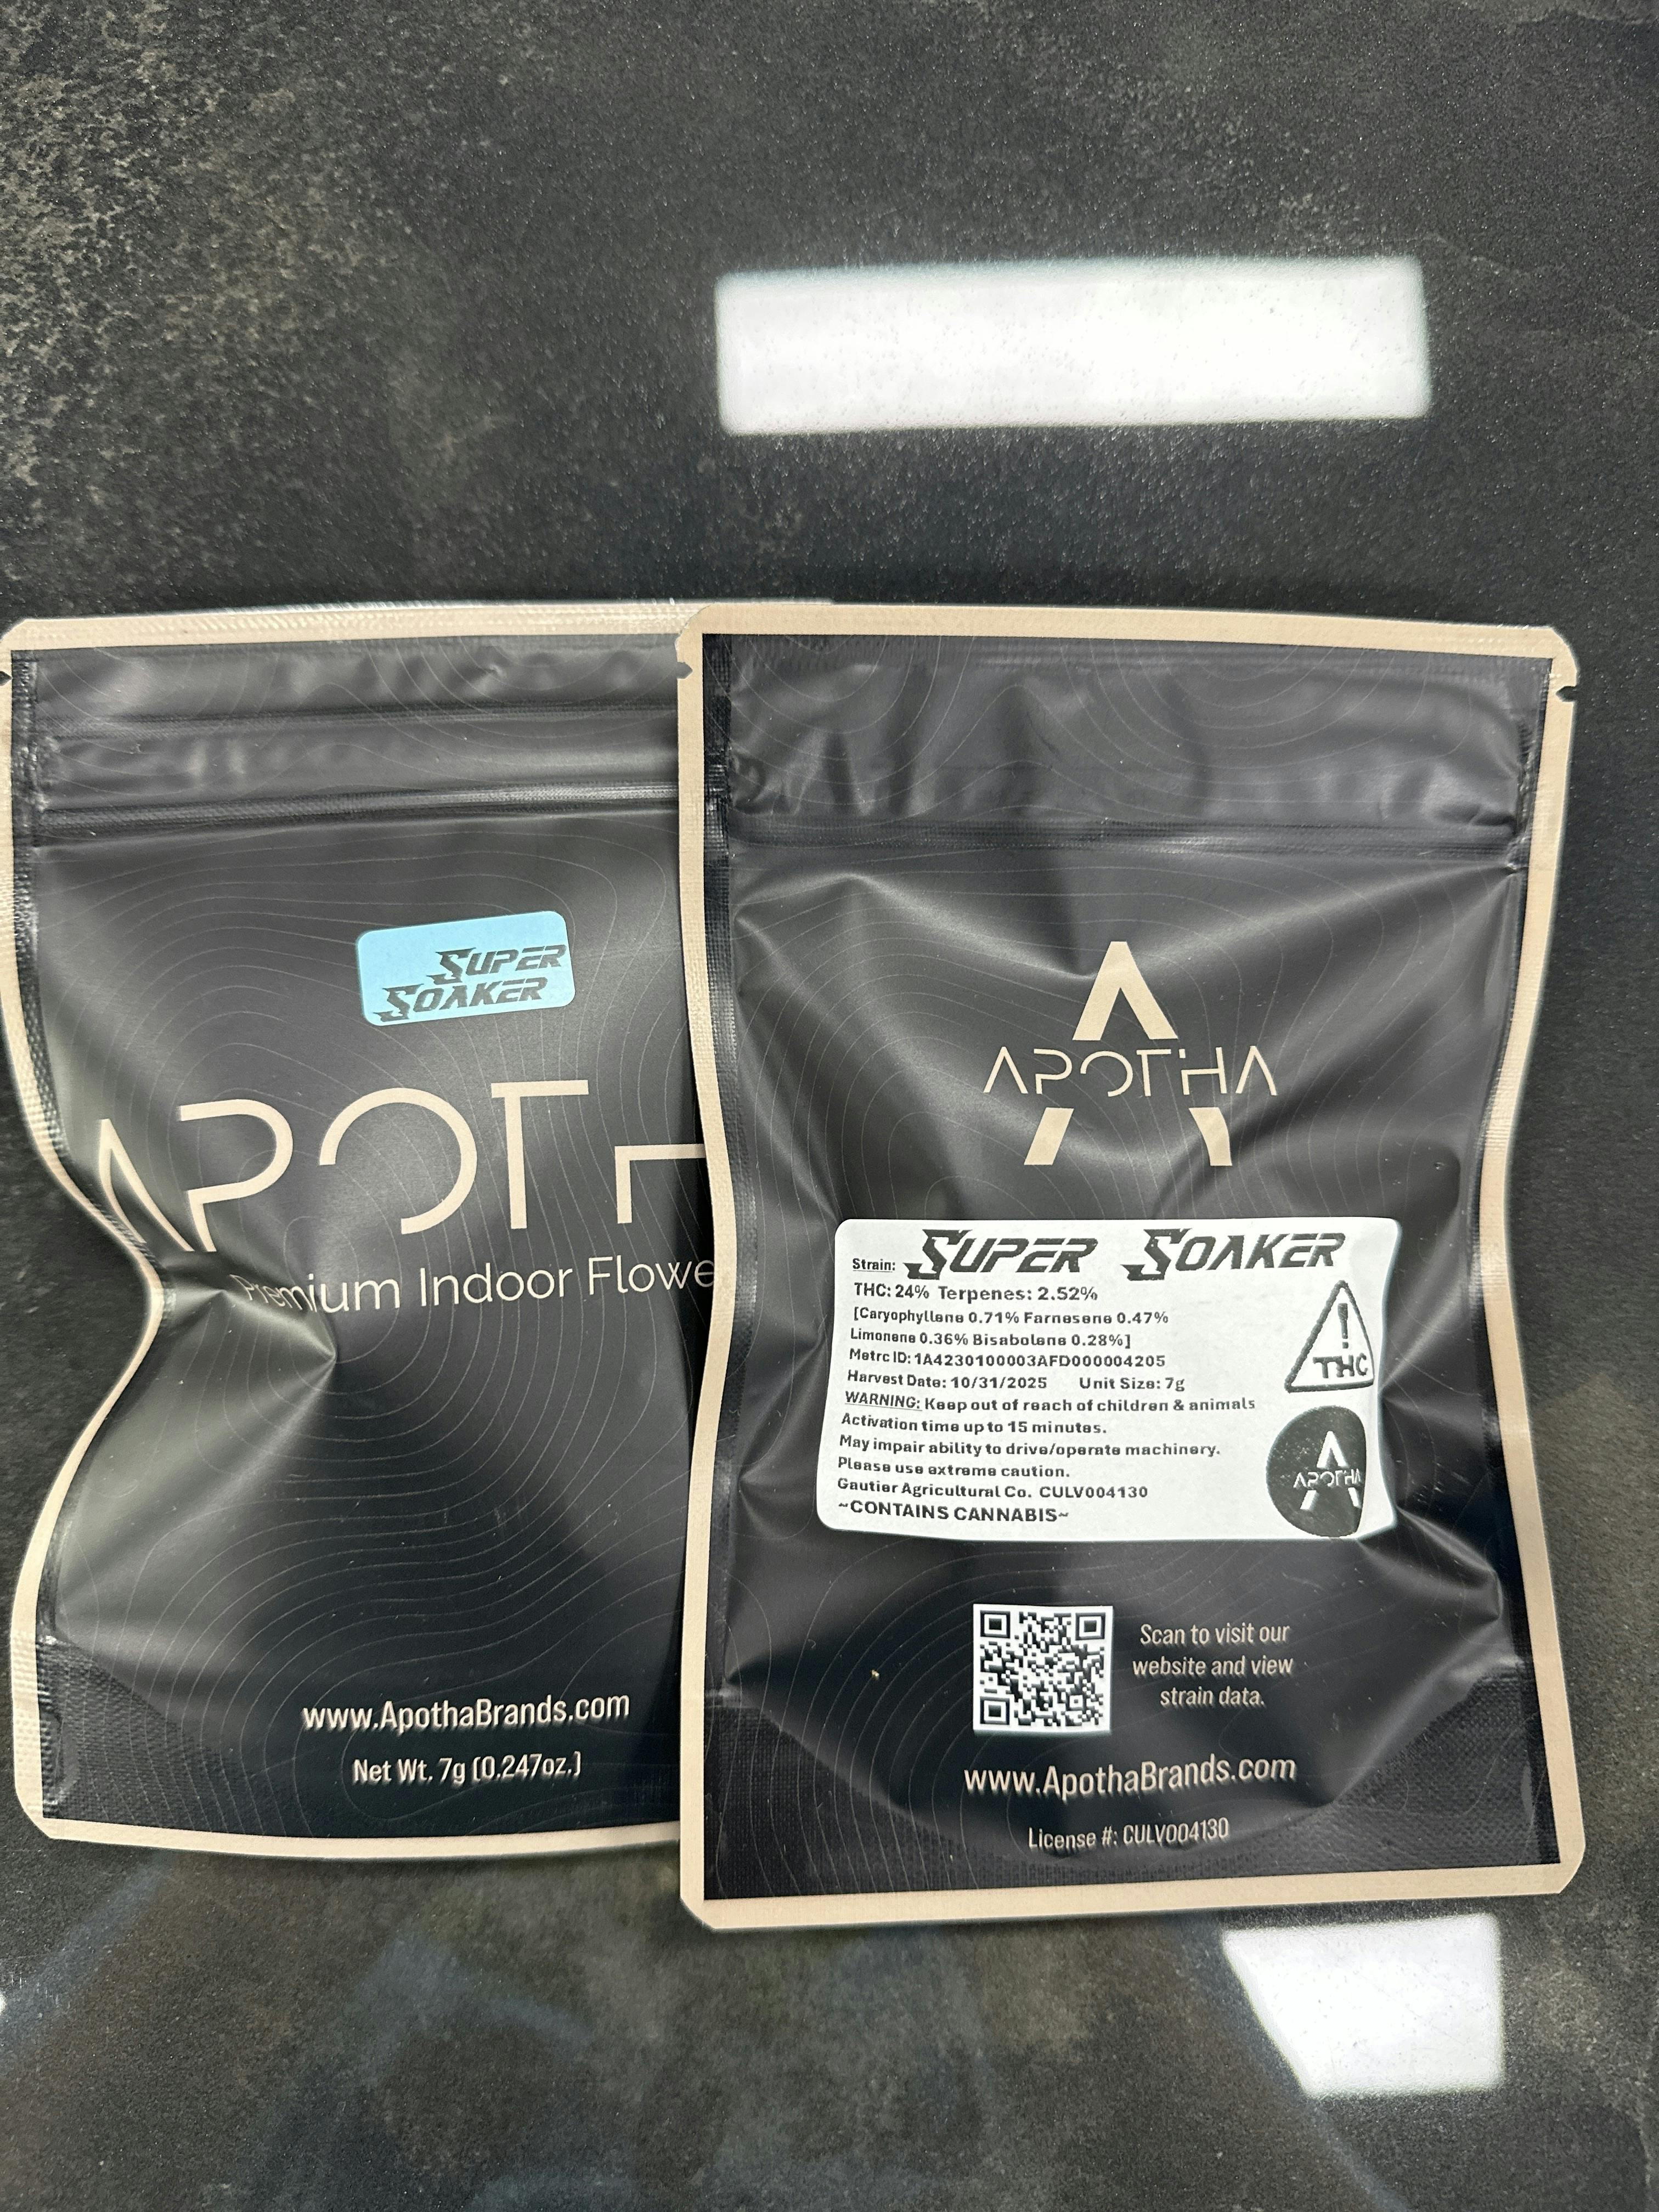 SUPER
SOAKER
APOTH
Premium Indoor Flowe
www.ApothaBrands.com
Net Wt. 7g (0.247oz.)
APOTHA
Strain: SUPER SOAKER
THC: 24% Terpenes: 2.52%
[Caryophyllene 0.71% Farnesene 0.47%
Limonene 0.36% Bisabolene 0.28%]
Metrc ID: 1A4230100003AFD000004205
Harvest Date: 10/31/2025 Unit Size: 7g
WARNING: Keep out of reach of children & animals
Activation time up to 15 minutes.
May impair ability to drive/operate machinery.
Please use extreme caution.
Gautier Agricultural Co. CULV004130
~CONTAINS CANNABIS~
!
THC
APOTHA
Scan to visit our
website and view
strain data.
www.ApothaBrands.com
License #: CULV004130